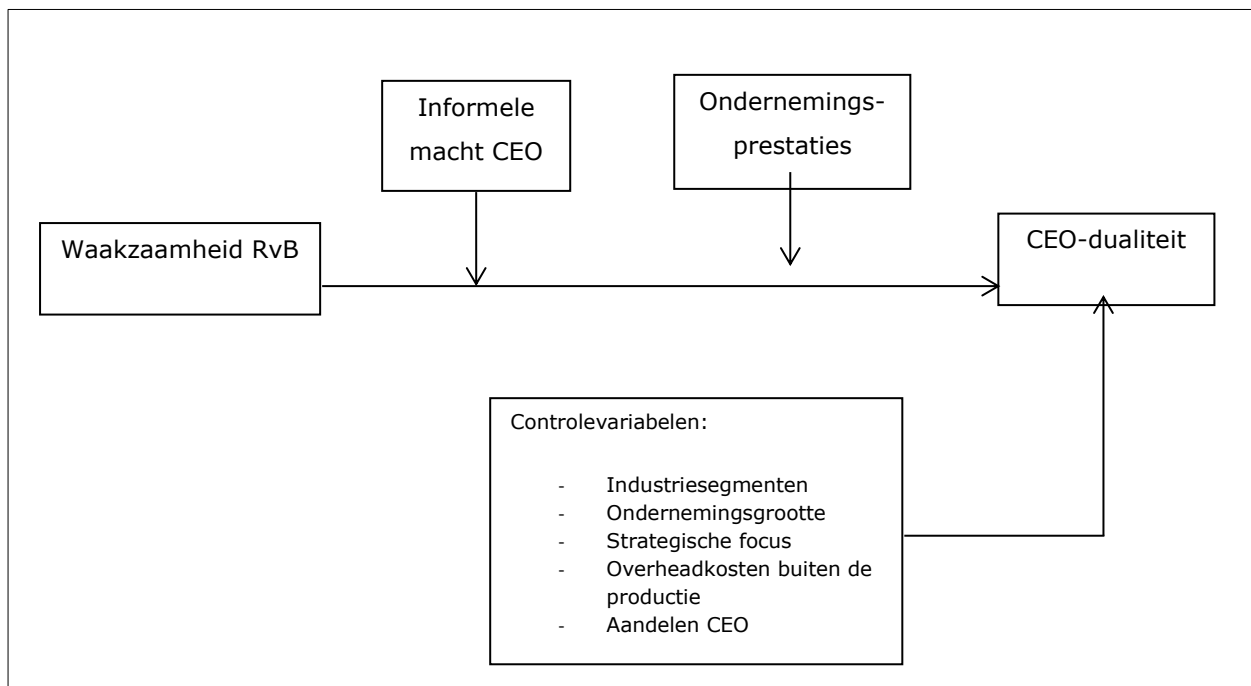 Informele
macht CEO
Ondernemings-
prestaties
Waakzaamheid RvB
CEO-dualiteit
Controlevariabelen:
- Industriesegmenten
- Ondernemingsgrootte
- Strategische focus
- Overheadkosten buiten de
productie
- Aandelen CEO